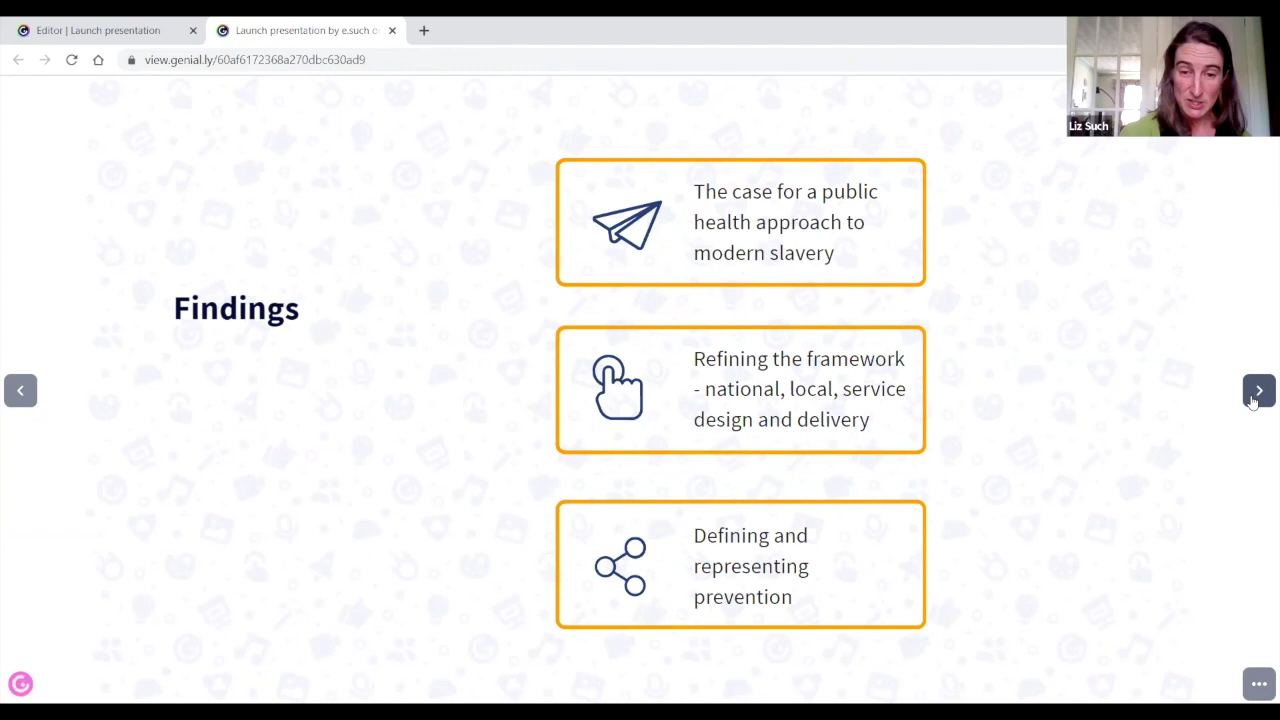 Editor | Launch presentation
Launch presentation by e.such o
view.genial.ly/60af6172368a270dbc630ad9
Liz Such
The case for a public
health approach to
modern slavery
Findings
Refining the framework
- national, local, service
design and delivery
Defining and
representing
prevention